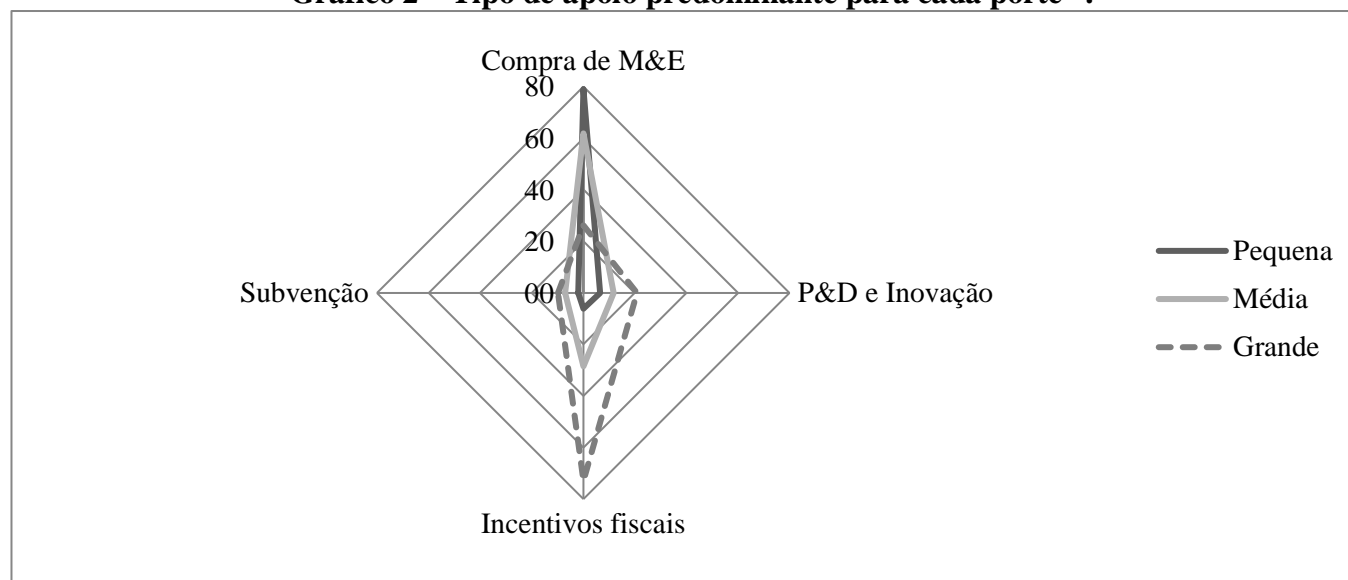 Compra de M&E
80
60
40
20
00
Subvenção
P&D e Inovação
Incentivos fiscais
Pequena
Média
Grande